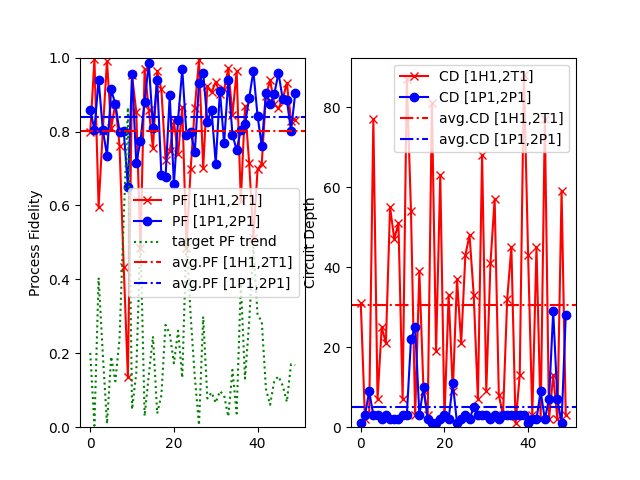 1.0
0.8
0.6
0.4
0.2
0.0
0
20
40
Process Fidelity
PF [1H1,2T1]
PF [1P1,2P1]
target PF trend
avg.PF [1H1,2T1]
avg.PF [1P1,2P1]
80
60
40
20
0
0
20
40
Circuit Depth
CD [1H1,2T1]
CD [1P1,2P1]
avg.CD [1H1,2T1]
avg.CD [1P1,2P1]